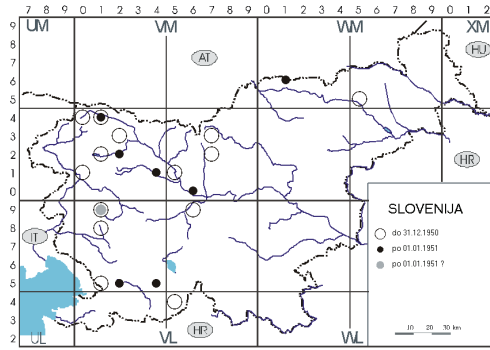 7 8 9 0 1 2 3 4 5 6 7 8 9 0 1 2 3 4 5 6 7 8 9 0 1 2
UM VM WM XM
9
8
7
6
5
4
3
2
1
0
9
8
7
6
5
4
3
2
AT
HU
HR
IT
HR
SLOVENIJA
do 31.12.1950
po 01.01.1951
po 01.01.1951 ?
10 20 30 km
UL VL WL